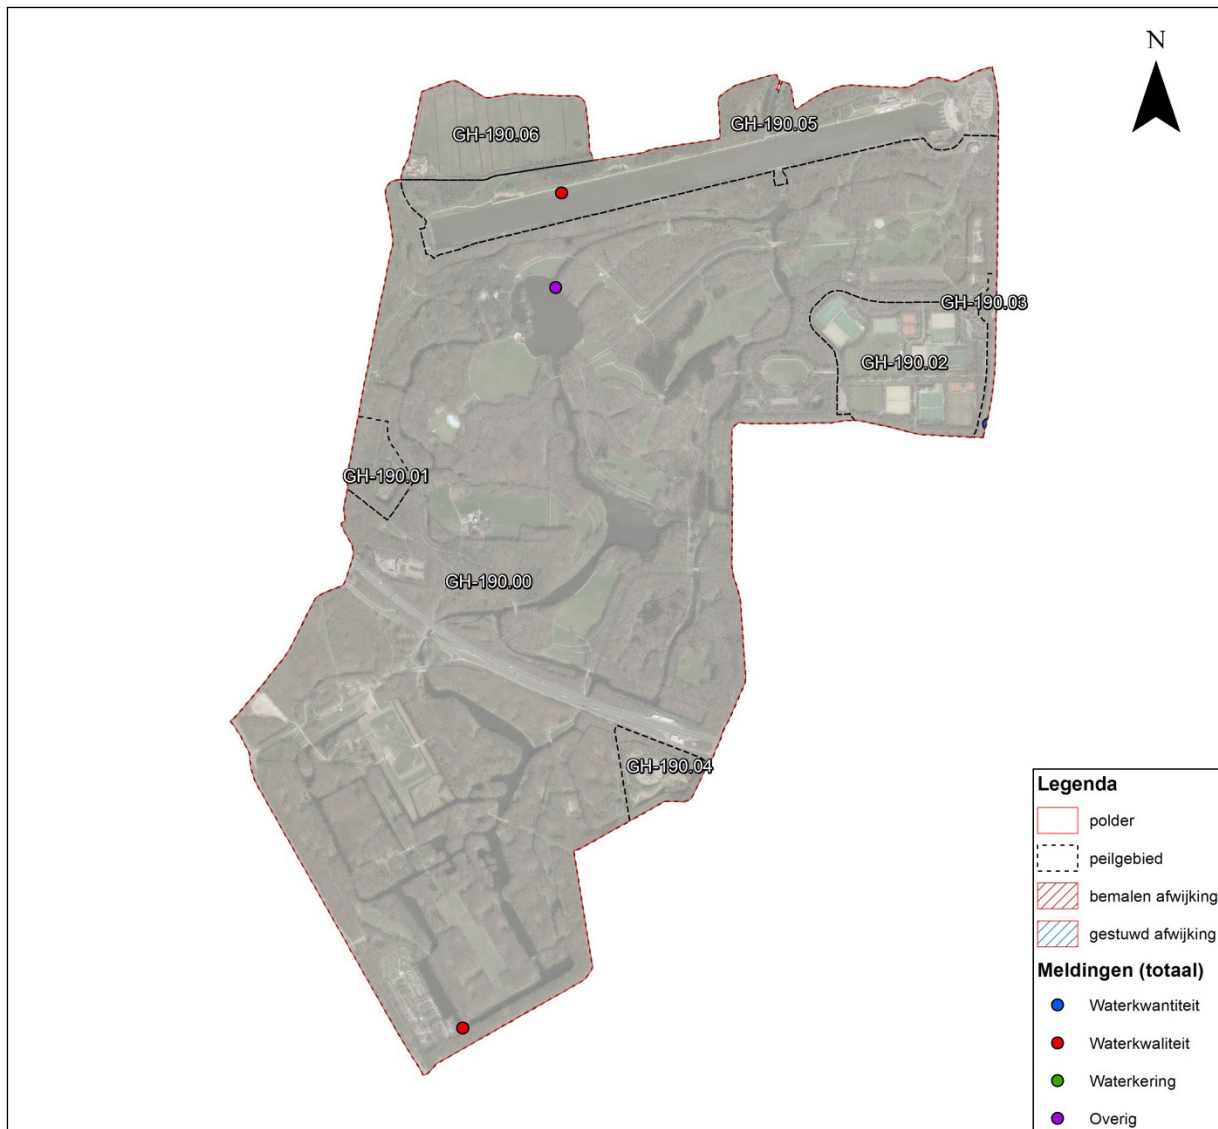 N
GH-190.06
GH-190.05
GH-190.03
GH-190.02
GH-190.01
GH-190.00
GH-190.04
Legenda
polder
peilgebied
bemalen afwijking
gestuwd afwijking
Meldingen (totaal)
Waterkwantiteit
Waterkwaliteit
Waterkering
Overig